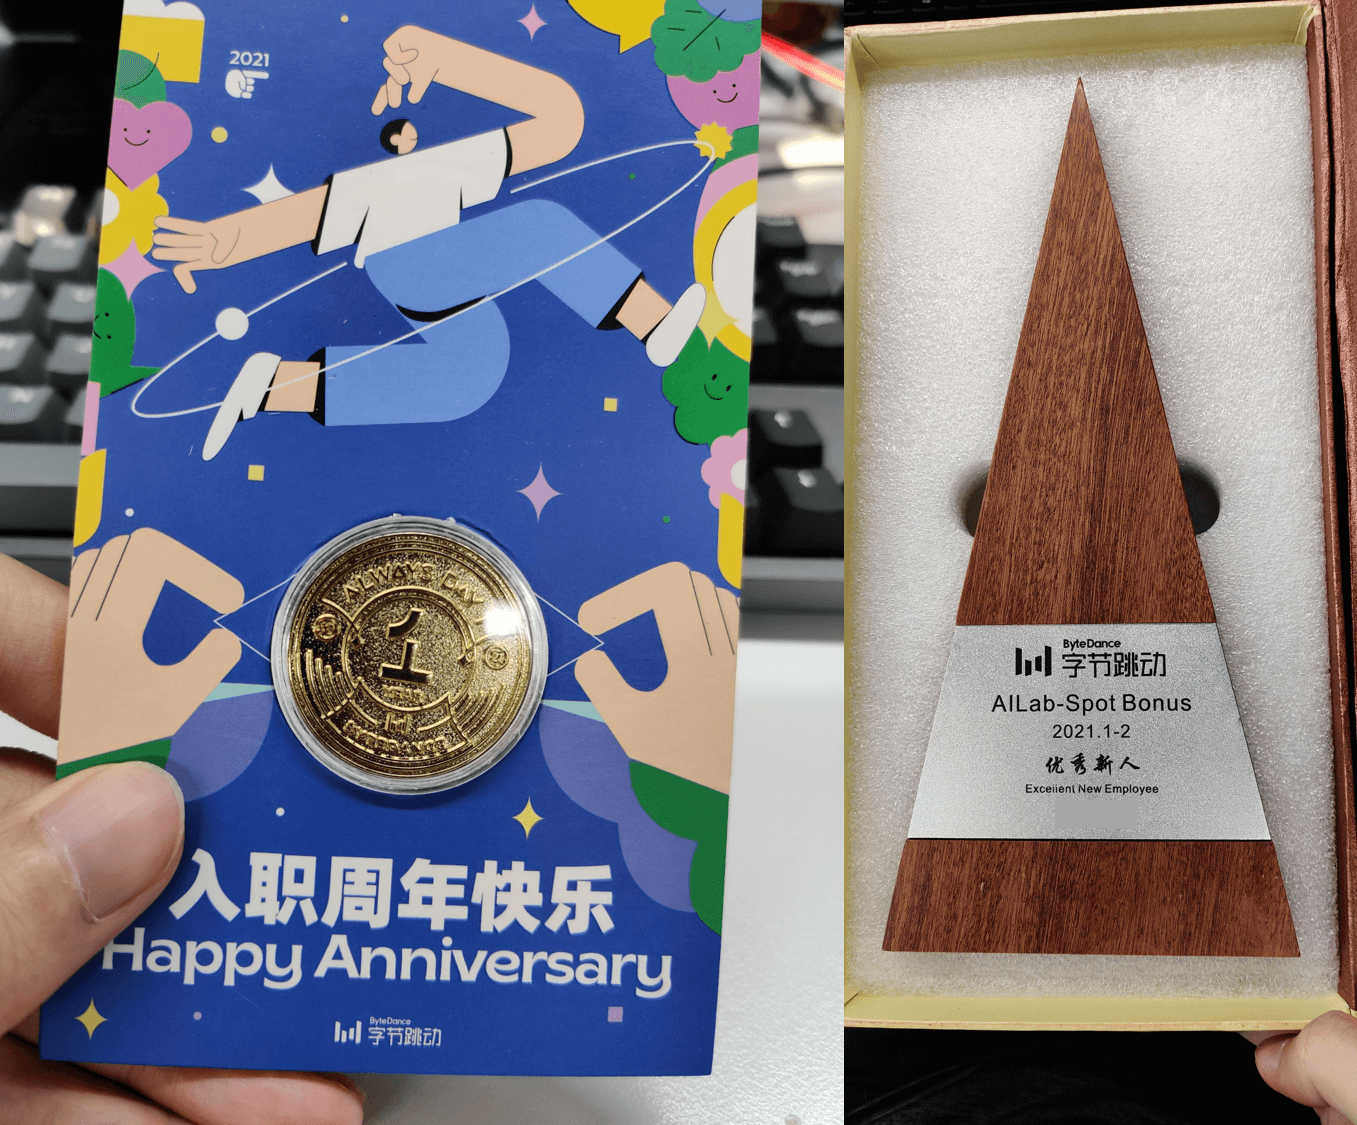 2021
ALWAYS DAY
1
YEAR
BYTEDANCE
入职周年快乐
Happy Anniversary
ByteDance
字节跳动
ByteDance
字节跳动
AILab-Spot Bonus
2021.1-2
优秀新人
Excellent New Employee